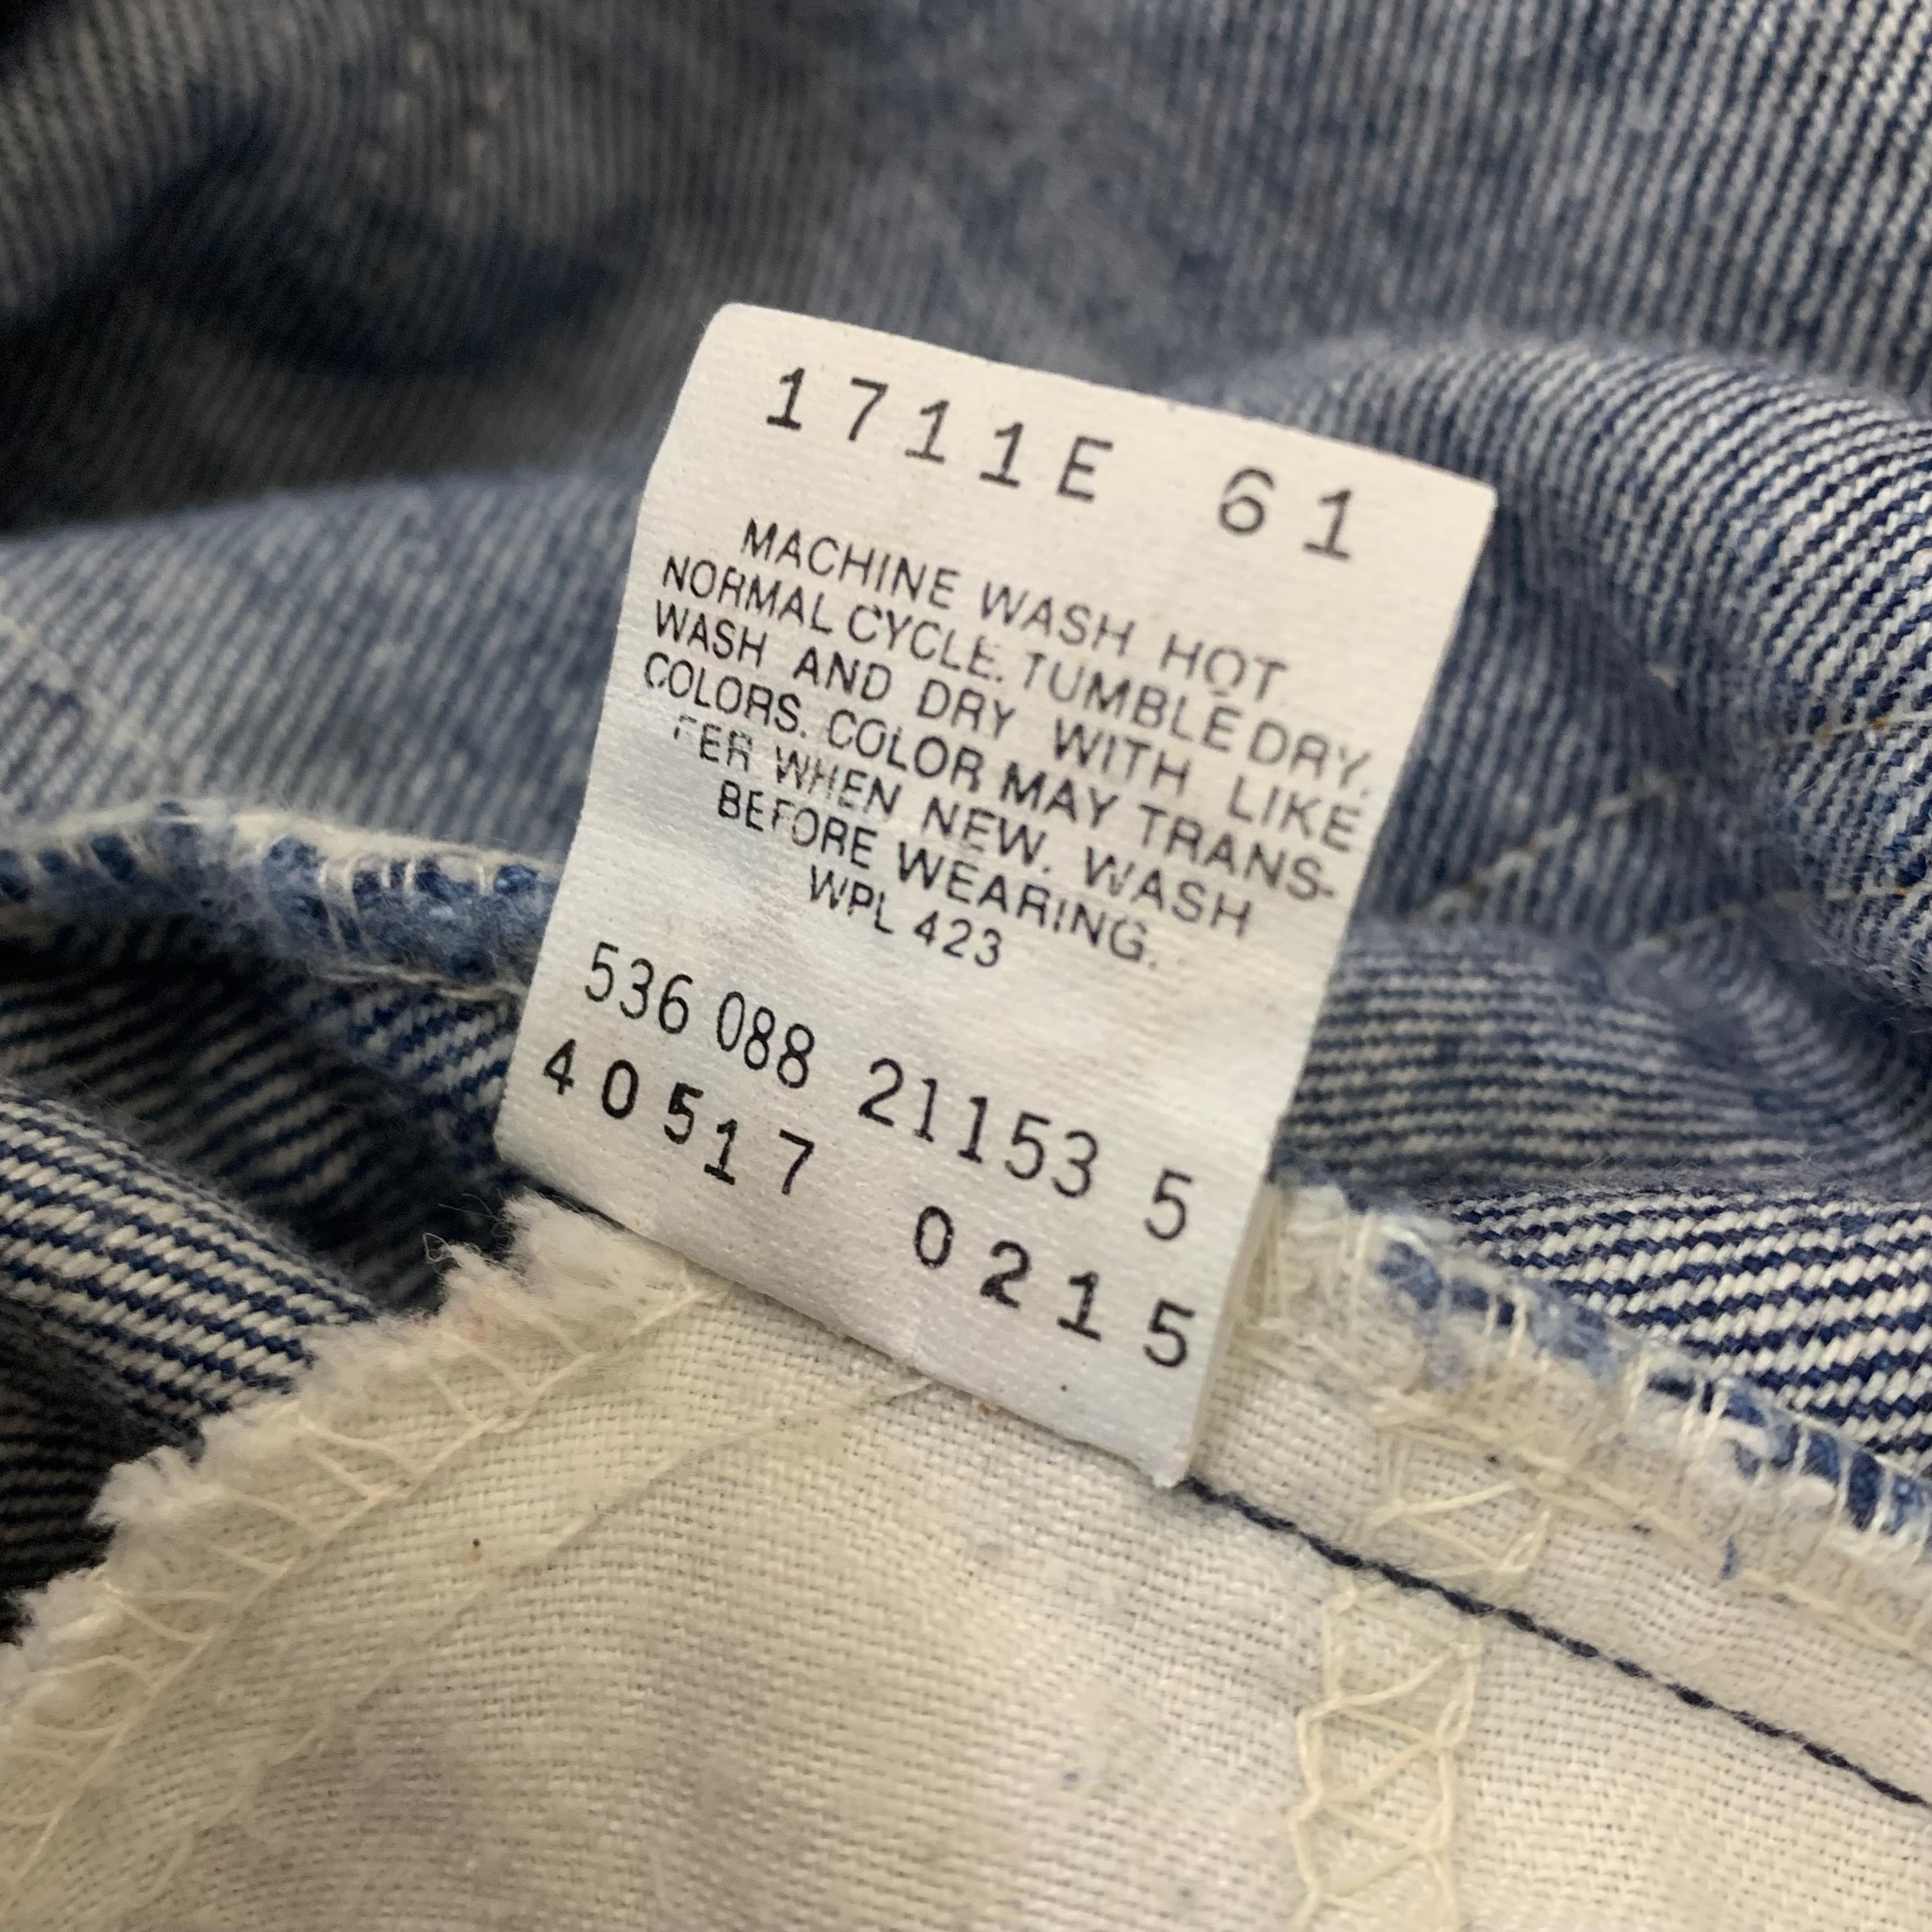 1711E 61
MACHINE WASH HOT
NORMAL CYCLE. TUMBLE DRY.
WASH AND DRY WITH LIKE
COLORS. COLOR MAY TRANS-
FER WHEN NEW. WASH
BEFORE WEARING.
WPL 423
536 088 21153 5
40517 0215